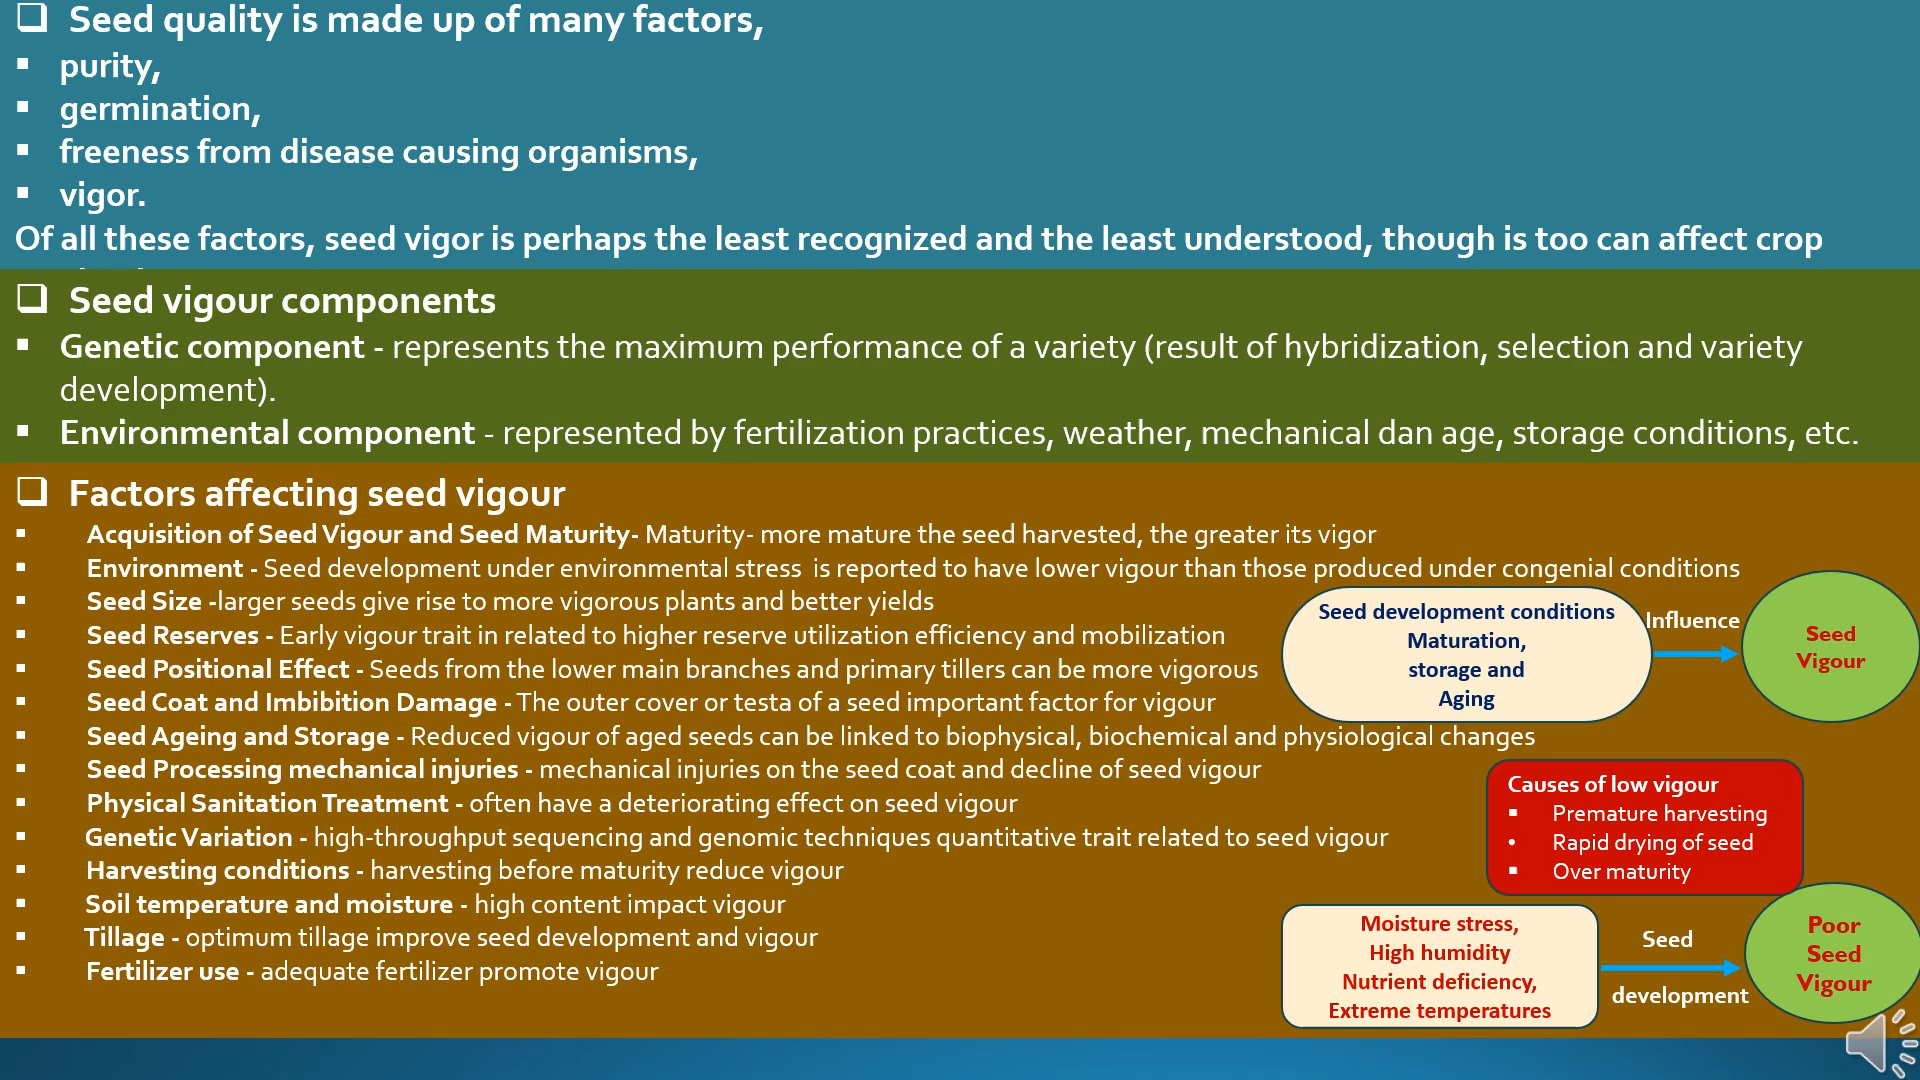 ❑ Seed quality is made up of many factors,
▪ purity,
▪ germination,
▪ freeness from disease causing organisms,
▪ vigor.
Of all these factors, seed vigor is perhaps the least recognized and the least understood, though is too can affect crop
❑ Seed vigour components
▪ Genetic component - represents the maximum performance of a variety (result of hybridization, selection and variety
development).
▪ Environmental component - represented by fertilization practices, weather, mechanical dan age, storage conditions, etc.
❑ Factors affecting seed vigour
▪ Acquisition of Seed Vigour and Seed Maturity- Maturity- more mature the seed harvested, the greater its vigor
▪ Environment - Seed development under environmental stress is reported to have lower vigour than those produced under congenial conditions
▪ Seed Size -larger seeds give rise to more vigorous plants and better yields
▪ Seed Reserves - Early vigour trait in related to higher reserve utilization efficiency and mobilization
▪ Seed Positional Effect - Seeds from the lower main branches and primary tillers can be more vigorous
▪ Seed Coat and Imbibition Damage - The outer cover or testa of a seed important factor for vigour
▪ Seed Ageing and Storage - Reduced vigour of aged seeds can be linked to biophysical, biochemical and physiological changes
▪ Seed Processing mechanical injuries - mechanical injuries on the seed coat and decline of seed vigour
▪ Physical Sanitation Treatment - often have a deteriorating effect on seed vigour
▪ Genetic Variation - high-throughput sequencing and genomic techniques quantitative trait related to seed vigour
▪ Harvesting conditions - harvesting before maturity reduce vigour
▪ Soil temperature and moisture - high content impact vigour
▪ Tillage - optimum tillage improve seed development and vigour
▪ Fertilizer use - adequate fertilizer promote vigour
Seed development conditions
Maturation,
storage and
Aging
Influence
Seed
Vigour
Causes of low vigour
▪ Premature harvesting
• Rapid drying of seed
▪ Over maturity
Moisture stress,
High humidity
Nutrient deficiency,
Extreme temperatures
Seed
development
Poor
Seed
Vigour